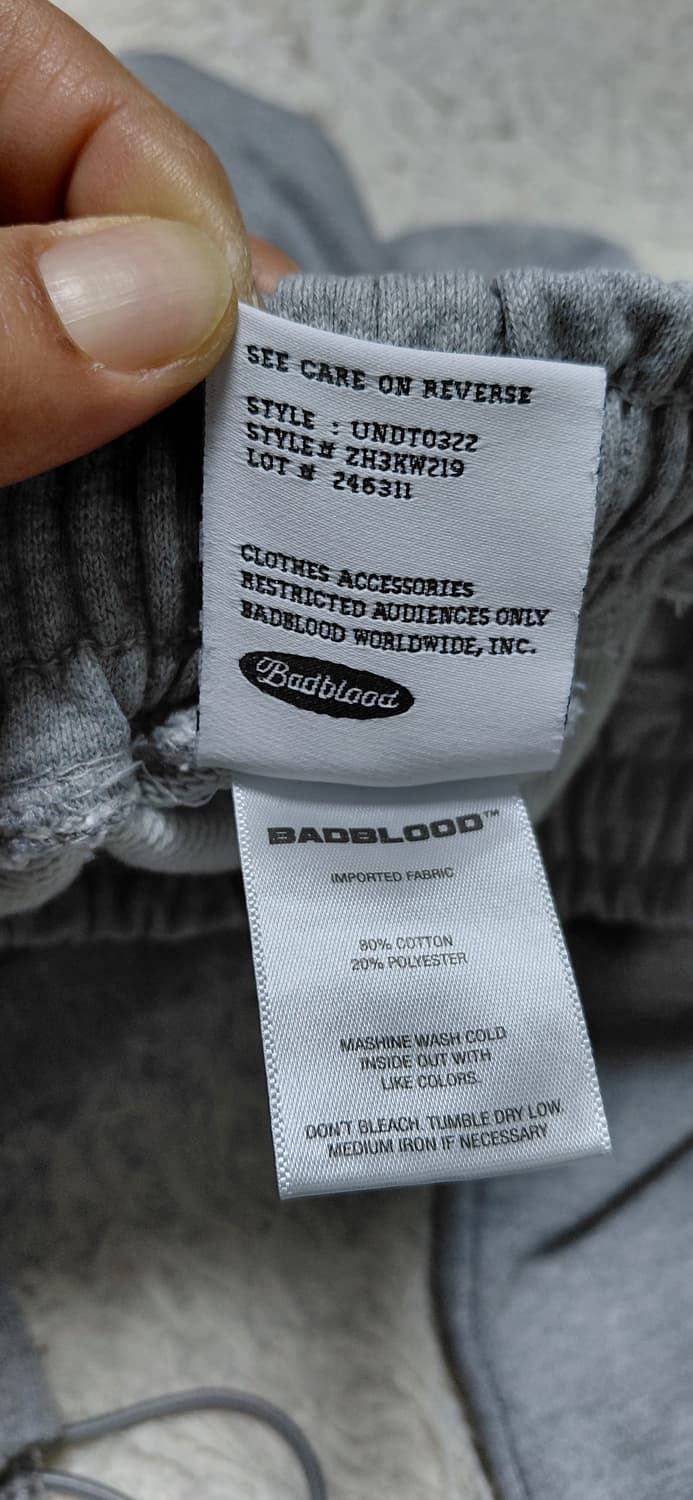 SEE CARE ON REVERSE
STYLE : UNDT0322
STYLE# ZH3KW219
LOT # 246311
CLOTHES ACCESSORIES
RESTRICTED AUDIENCES ONLY
BADBLOOD WORLDWIDE, INC.
Badblood
BADBLOOD™
IMPORTED FABRIC
80% COTTON
20% POLYESTER
MASHINE WASH COLD
INSIDE OUT WITH
LIKE COLORS.
DON'T BLEACH. TUMBLE DRY LOW.
MEDIUM IRON IF NECESSARY